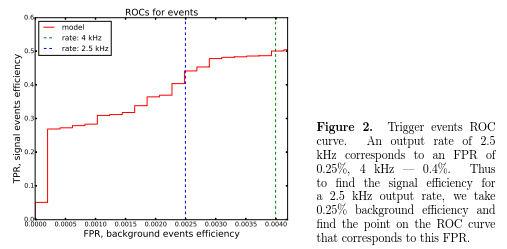 ROCs for events
model
rate: 4 kHz
rate: 2.5 kHz
TPR, signal events efficiency
0.6
0.5
0.4
0.3
0.2
0.1
0.0
0.0000 0.0005 0.0010 0.0015 0.0020 0.0025 0.0030 0.0035 0.0040
FPR, background events efficiency
Figure 2. Trigger events ROC
curve. An output rate of 2.5
kHz corresponds to an FPR of
0.25%, 4 kHz — 0.4%. Thus
to find the signal efficiency for
a 2.5 kHz output rate, we take
0.25% background efficiency and
find the point on the ROC curve
that corresponds to this FPR.